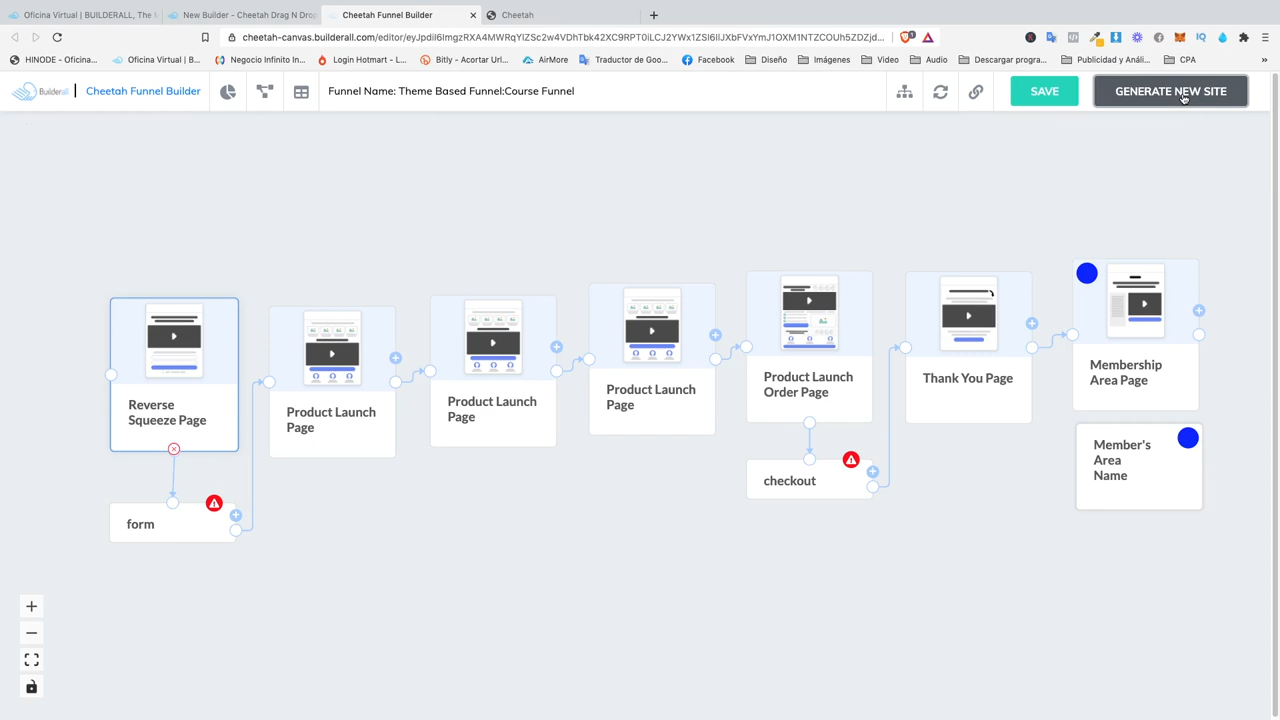 Oficina Virtual | BUILDERALL, The M
New Builder - Cheetah Drag N Drop
Cheetah Funnel Builder
Cheetah
cheetah-canvas.builderall.com/editor/
HINODE - Oficina...
Oficina Virtual | B...
Negocio Infinito In...
Login Hotmart - L...
Bitly - Acortar Url...
AirMore
Traductor de Goo...
Facebook
Diseño
Imágenes
Video
Audio
Descargar progra...
Publicidad y Análi...
CPA
Builderall
Cheetah Funnel Builder
Funnel Name: Theme Based Funnel:Course Funnel
SAVE
GENERATE NEW SITE
Reverse
Squeeze Page
form
Product Launch
Page
Product Launch
Page
Product Launch
Page
Product Launch
Order Page
checkout
Thank You Page
Membership
Area Page
Member's
Area
Name